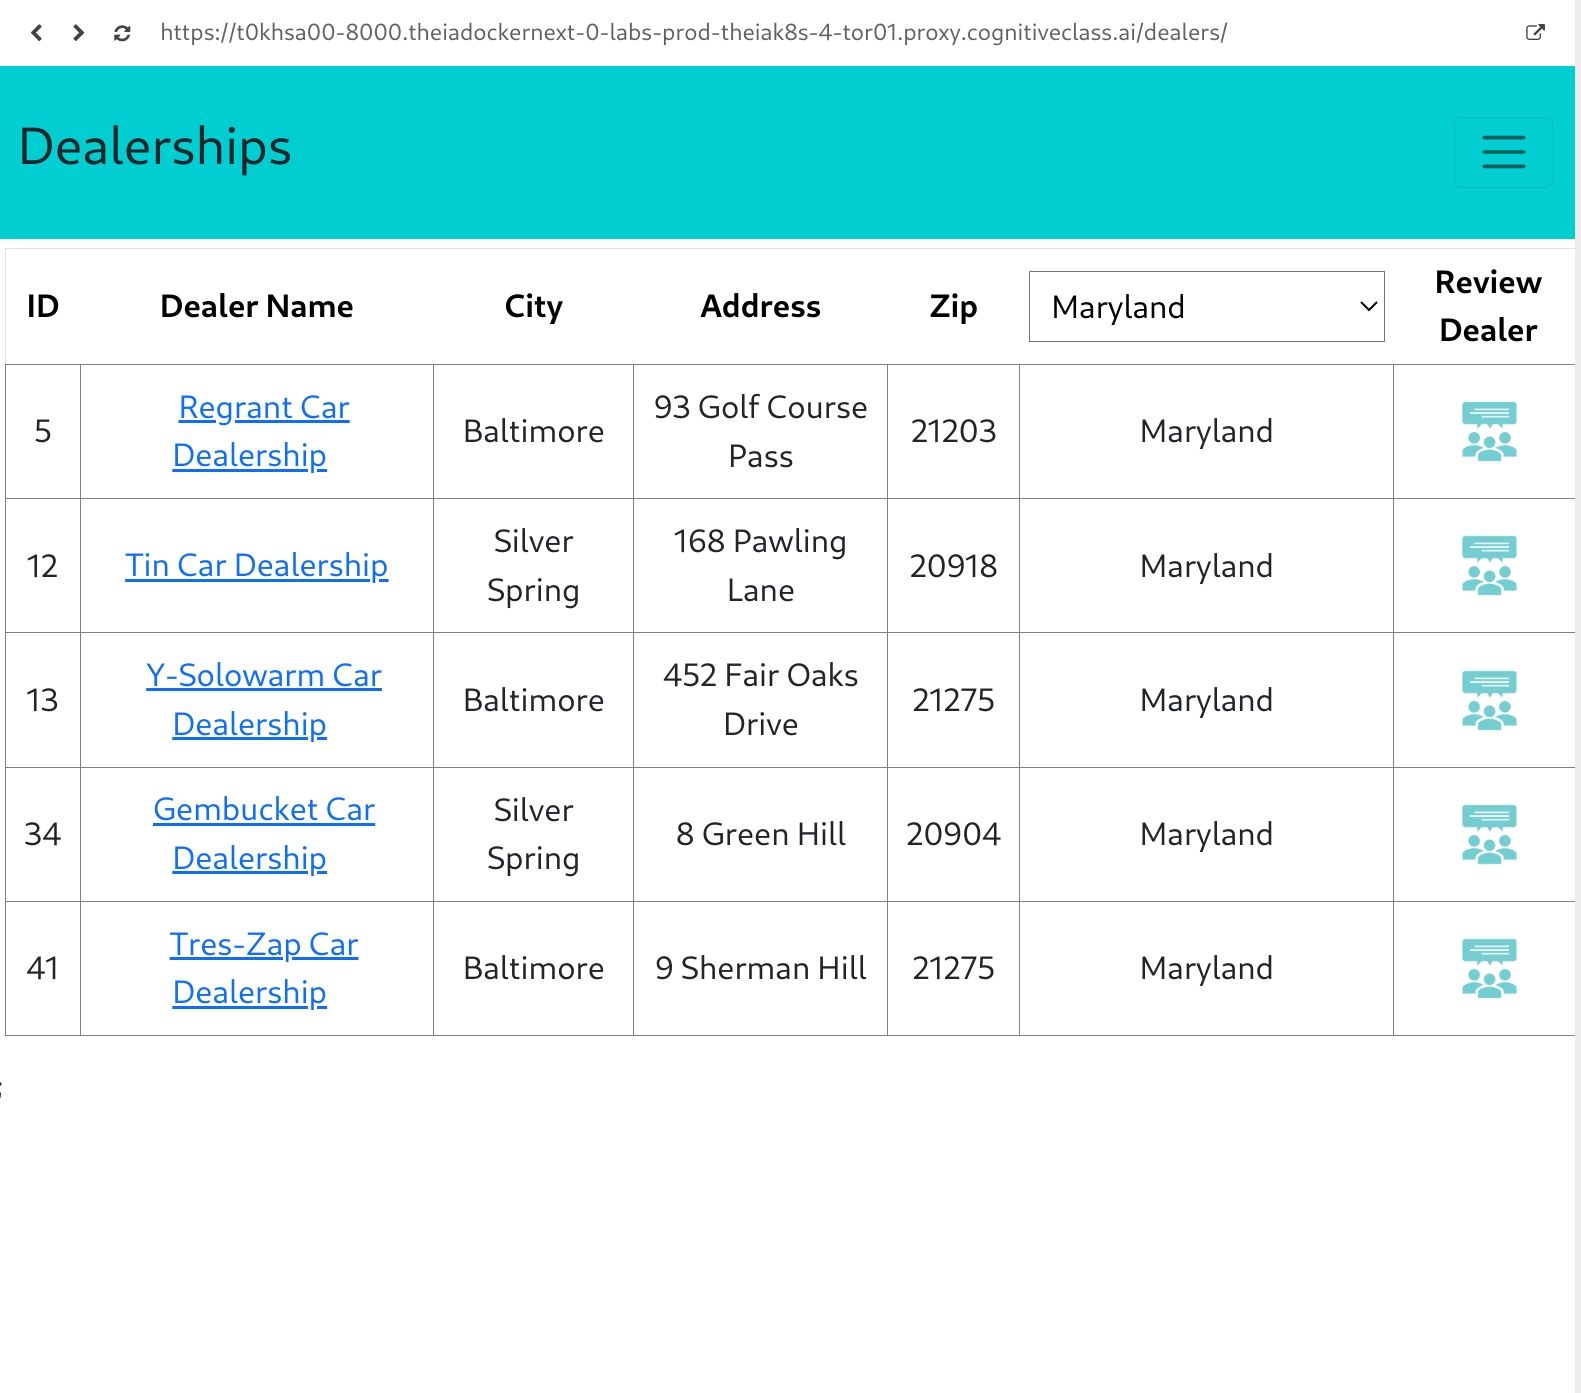 https://t0khsa00-8000.theiadockernext-0-labs-prod-theiak8s-4-tor01.proxy.cognitiveclass.ai/dealers/
Dealerships
ID Dealer Name City Address Zip Maryland Review Dealer
5 Regrant Car Dealership Baltimore 93 Golf Course Pass 21203 Maryland
12 Tin Car Dealership Silver Spring 168 Pawling Lane 20918 Maryland
13 Y-Solowarm Car Dealership Baltimore 452 Fair Oaks Drive 21275 Maryland
34 Gembucket Car Dealership Silver Spring 8 Green Hill 20904 Maryland
41 Tres-Zap Car Dealership Baltimore 9 Sherman Hill 21275 Maryland
;